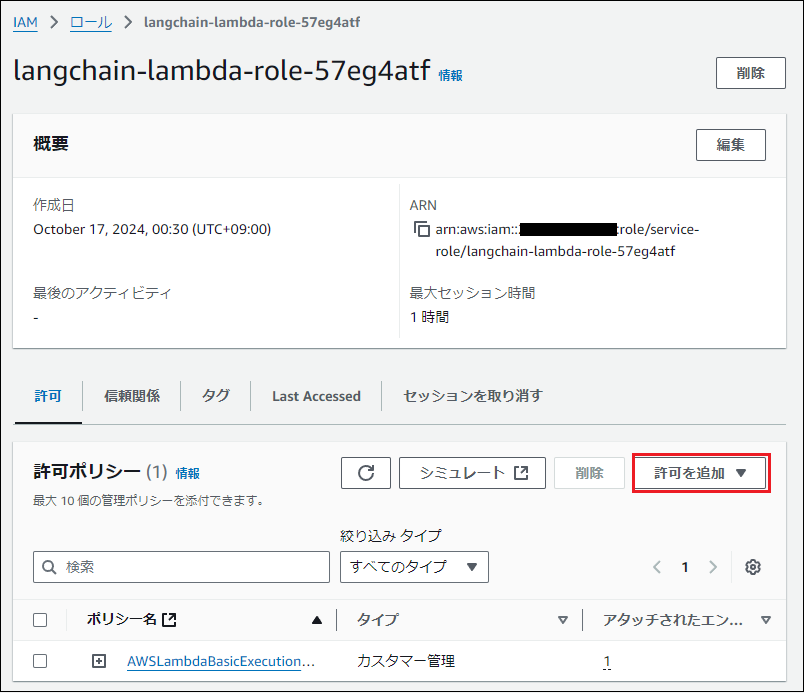 IAM > ロール > langchain-lambda-role-57eg4atf
langchain-lambda-role-57eg4atf 情報
削除
概要
編集
作成日
October 17, 2024, 00:30 (UTC+09:00)
最後のアクティビティ
-
ARN
arn:aws:iam:: :role/service-
role/langchain-lambda-role-57eg4atf
最大セッション時間
1 時間
許可 信頼関係 タグ Last Accessed セッションを取り消す
許可ポリシー (1) 情報
シミュレート 削除 許可を追加
最大 10 個の管理ポリシーを添付できます。
絞り込み タイプ
検索 すべてのタイプ 1
ポリシー名 タイプ アタッチされたエン...
AWSLambdaBasicExecution... カスタマー管理 1